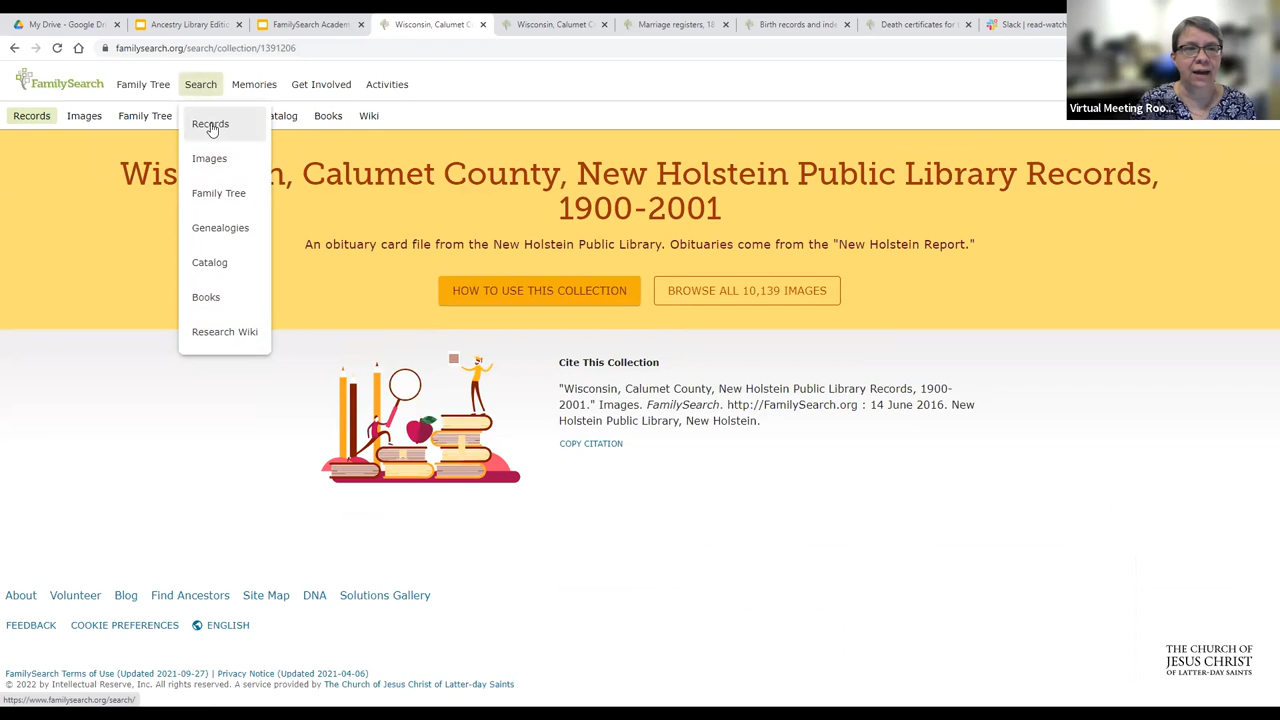 My Drive - Google Dri
Ancestry Library Editio
FamilySearch Academ
Wisconsin, Calumet C
Wisconsin, Calumet C
Marriage registers, 18
Birth records and inde
Death certificates for t
Slack | read-watch
familysearch.org/search/collection/1391206
FamilySearch
Family Tree
Search
Memories
Get Involved
Activities
Virtual Meeting Roo...
Records
Images
Family Tree
atalog
Books
Wiki
Records
Images
Family Tree
Genealogies
Catalog
Books
Research Wiki
Wis n, Calumet County, New Holstein Public Library Records,
1900-2001
An obituary card file from the New Holstein Public Library. Obituaries come from the "New Holstein Report."
HOW TO USE THIS COLLECTION
BROWSE ALL 10,139 IMAGES
Cite This Collection
"Wisconsin, Calumet County, New Holstein Public Library Records, 1900-
2001." Images. FamilySearch. http://FamilySearch.org : 14 June 2016. New
Holstein Public Library, New Holstein.
COPY CITATION
About
Volunteer
Blog
Find Ancestors
Site Map
DNA
Solutions Gallery
FEEDBACK
COOKIE PREFERENCES
ENGLISH
THE CHURCH OF
JESUS CHRIST
OF LATTER-DAY SAINTS
FamilySearch Terms of Use (Updated 2021-09-27) | Privacy Notice (Updated 2021-04-06)
© 2022 by Intellectual Reserve, Inc. All rights reserved. A service provided by The Church of Jesus Christ of Latter-day Saints
https://www.familysearch.org/search/